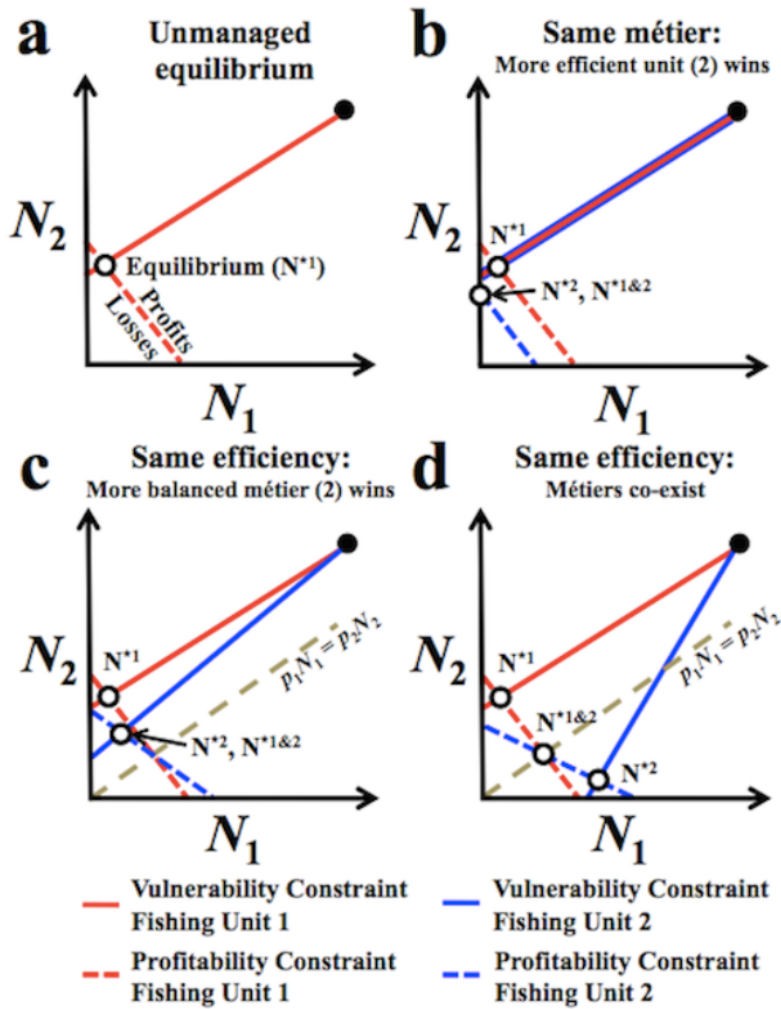 a
Unmanaged
equilibrium
N₂
Equilibrium (N*¹)
Profits
Losses
N₁
b
Same métier:
More efficient unit (2) wins
N₂
N*¹
N*², N*¹&²
N₁
c
Same efficiency:
More balanced métier (2) wins
N₂
N*¹
p₁N₁ = p₂N₂
N*², N*¹&²
N₁
d
Same efficiency:
Métiers co-exist
N₂
N*¹
p₁N₁ = p₂N₂
N*¹&²
N*²
N₁
Vulnerability Constraint
Fishing Unit 1
Profitability Constraint
Fishing Unit 1
Vulnerability Constraint
Fishing Unit 2
Profitability Constraint
Fishing Unit 2